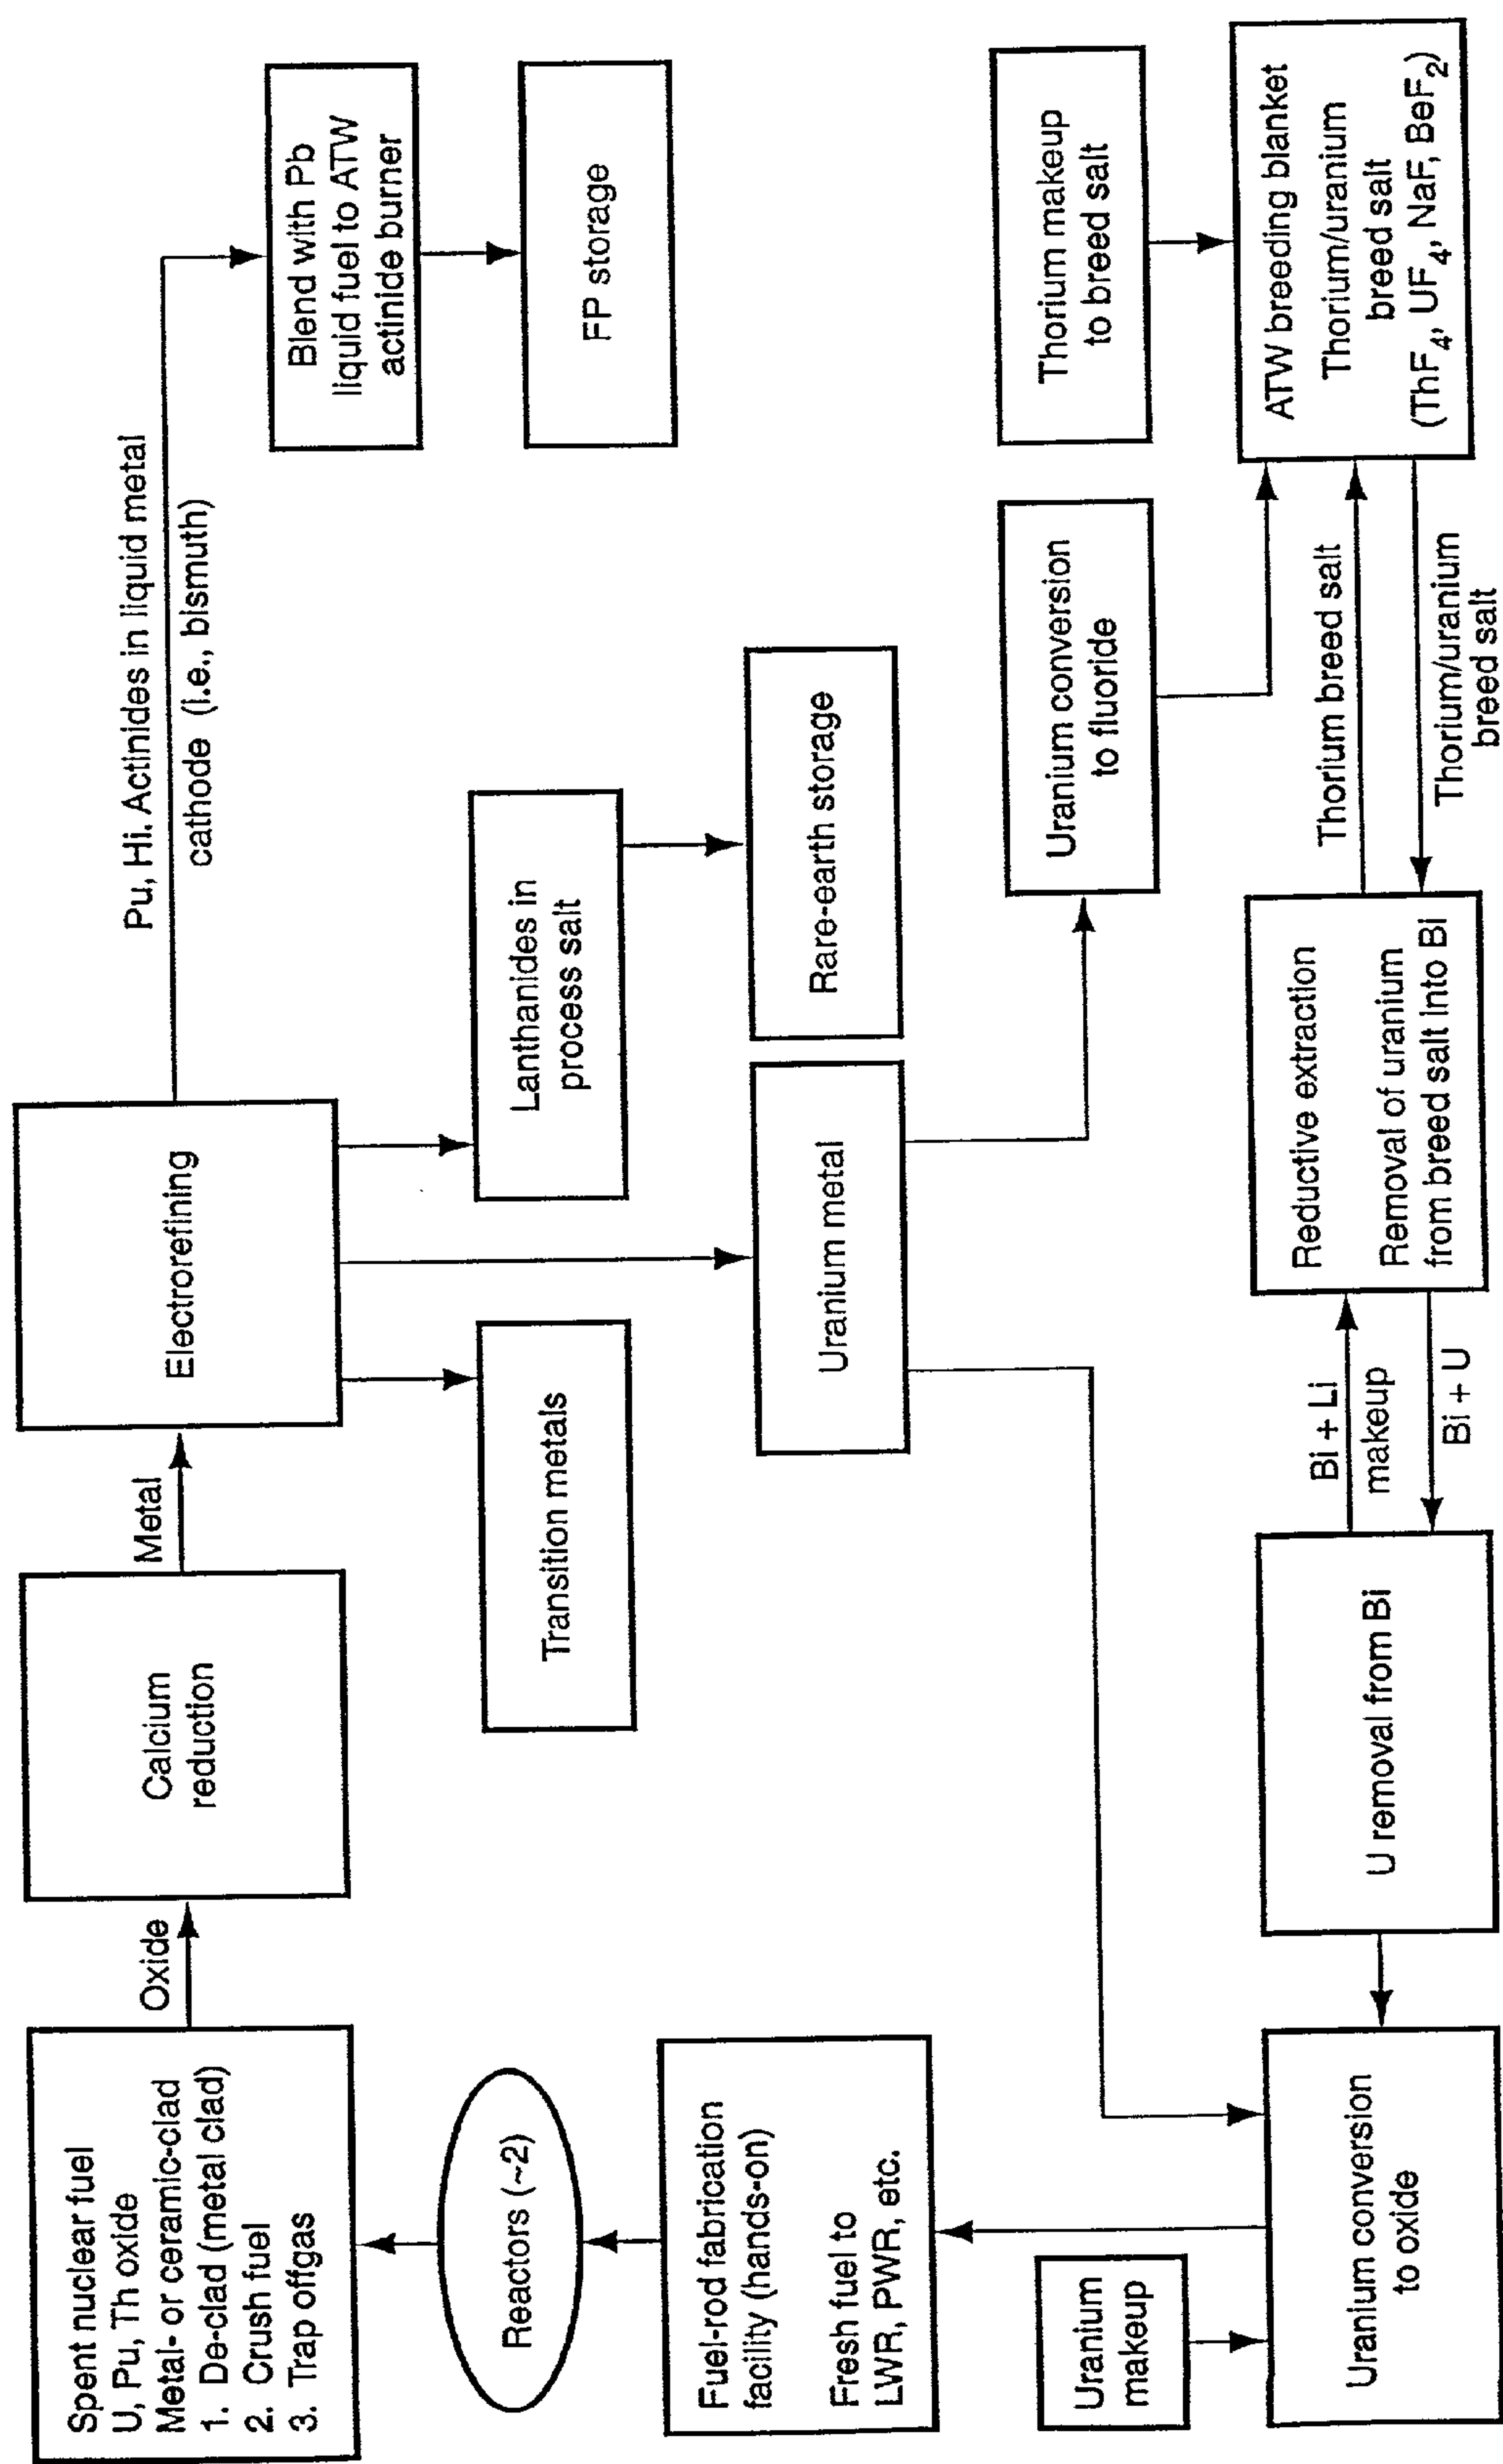 Spent nuclear fuel
U, Pu, Th oxide
Metal- or ceramic-clad
1. De-clad (metal clad)
2. Crush fuel
3. Trap offgas
Oxide
Calcium
reduction
Metal
Electrorefining
Pu, Hi. Actinides in liquid metal
cathode (i.e., bismuth)
Blend with Pb
liquid fuel to ATW
actinide burner
FP storage
Reactors (~2)
Transition metals
Lanthanides in
process salt
Rare-earth storage
Uranium metal
Fuel-rod fabrication
facility (hands-on)
Fresh fuel to
LWR, PWR, etc.
Uranium
makeup
Uranium conversion
to fluoride
Thorium makeup
to breed salt
Uranium conversion
to oxide
U removal from Bi
Bi + Li
makeup
Bi + U
Reductive extraction
Removal of uranium
from breed salt into Bi
Thorium breed salt
Thorium/uranium
breed salt
ATW breeding blanket
Thorium/uranium
breed salt
(ThF₄, UF₄, NaF, BeF₂)